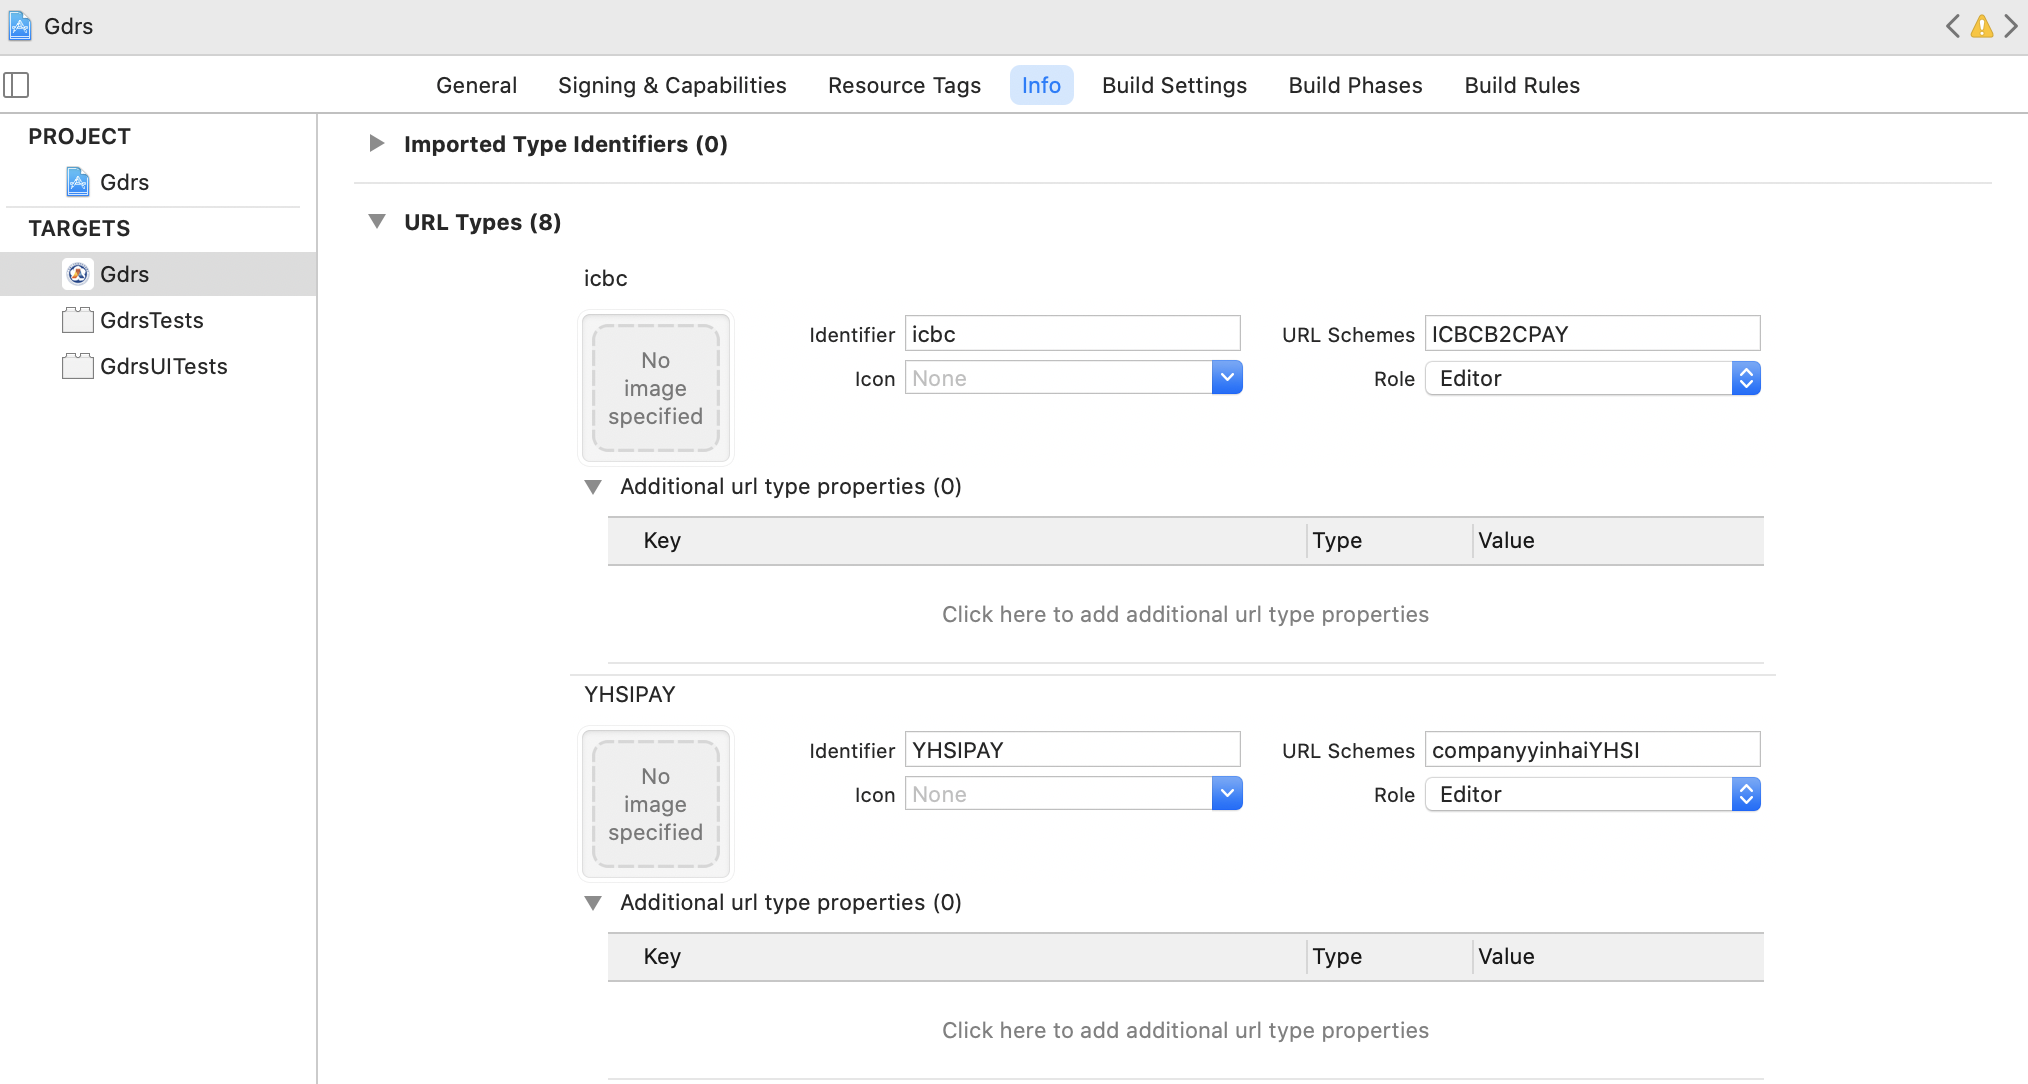 Gdrs
General Signing & Capabilities Resource Tags Info Build Settings Build Phases Build Rules
PROJECT
Gdrs
TARGETS
Gdrs
GdrsTests
GdrsUITests
Imported Type Identifiers (0)
URL Types (8)
icbc
No
image
specified
Identifier icbc URL Schemes ICBCB2CPAY
Icon None Role Editor
Additional url type properties (0)
Key Type Value
Click here to add additional url type properties
YHSIPAY
No
image
specified
Identifier YHSIPAY URL Schemes companyyinhaiYHSI
Icon None Role Editor
Additional url type properties (0)
Key Type Value
Click here to add additional url type properties